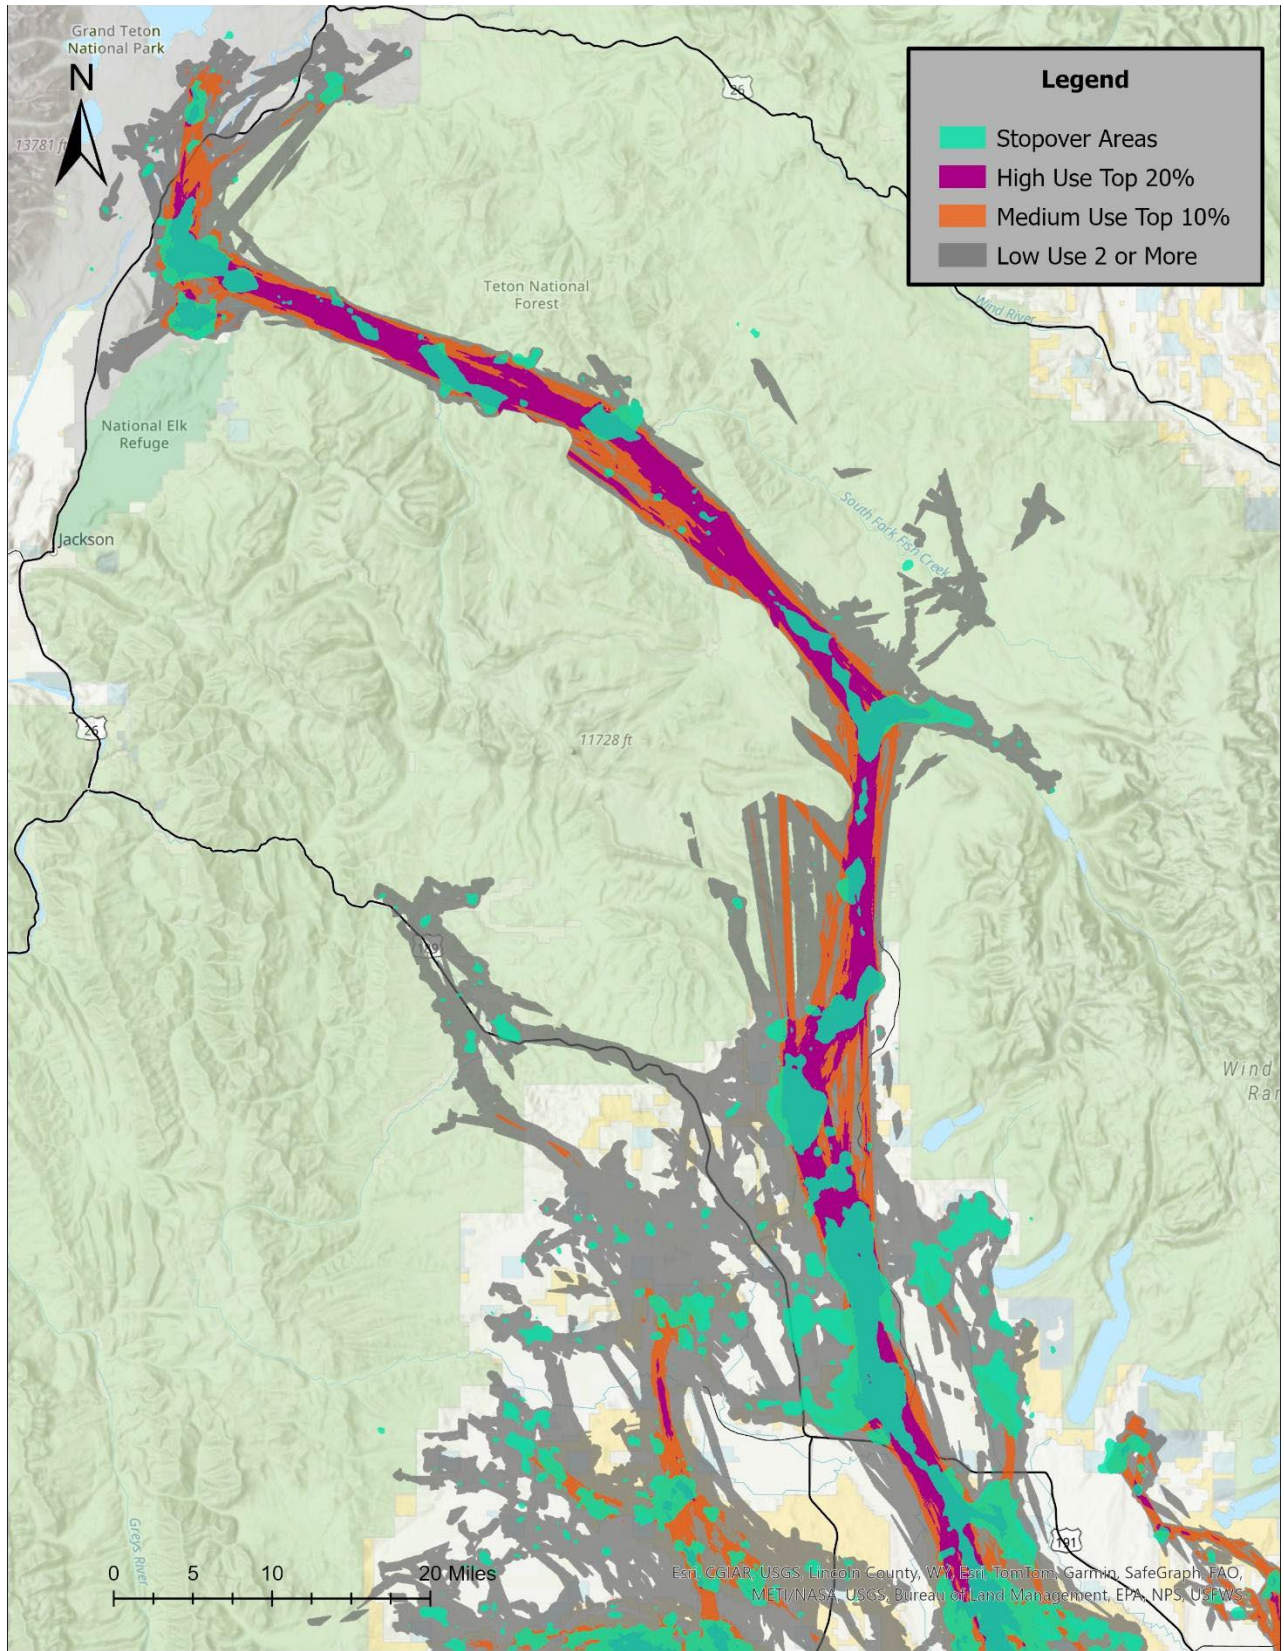 Grand Teton
National Park
N
13781 ft
26
Legend
Stopover Areas
High Use Top 20%
Medium Use Top 10%
Low Use 2 or More
Teton National
Forest
Wind River
National Elk
Refuge
South Fork Fish Creek
Jackson
26
11728 ft
189
Wind
Ran
191
Greys River
0 5 10 20 Miles
Esri, CGIAR, USGS, Lincoln County, WY, Esri, TomTom, Garmin, SafeGraph, FAO,
METI/NASA, USGS, Bureau of Land Management, EPA, NPS, USFWS